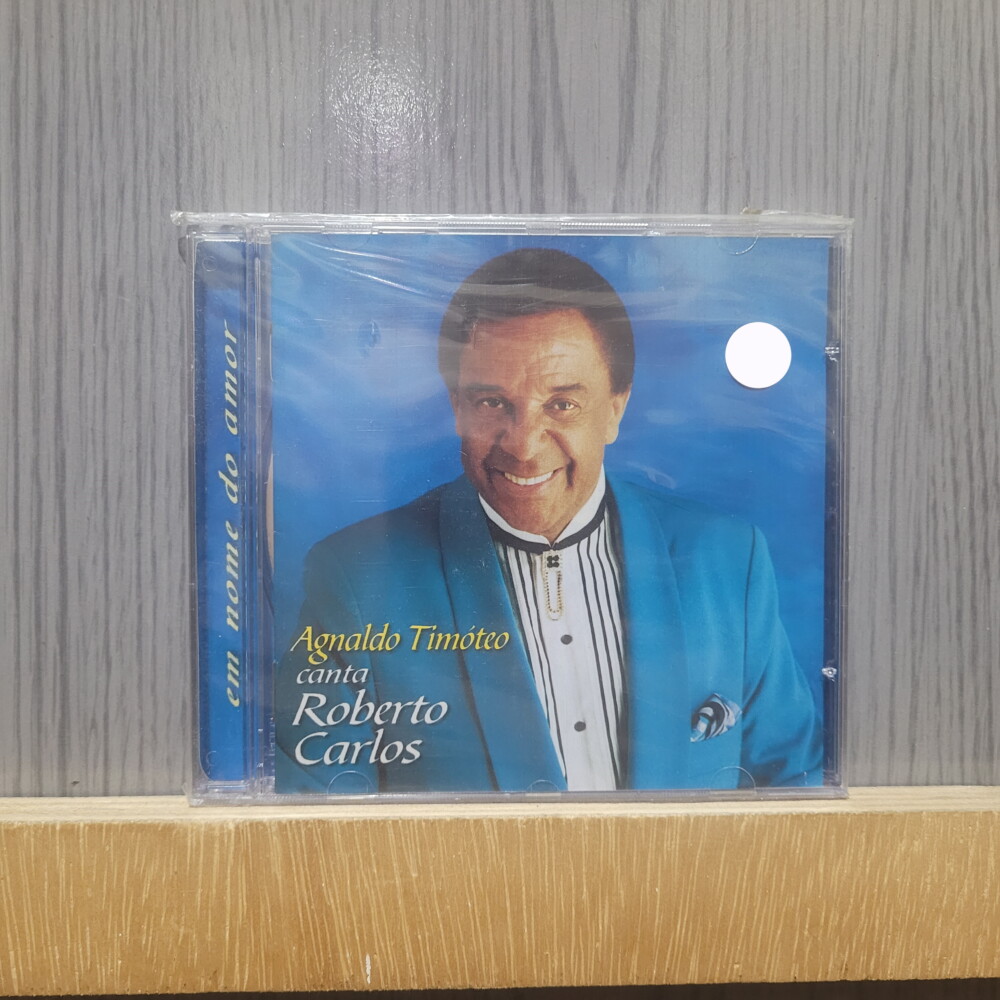 em nome do amor
Agnaldo Timóteo
canta
Roberto
Carlos